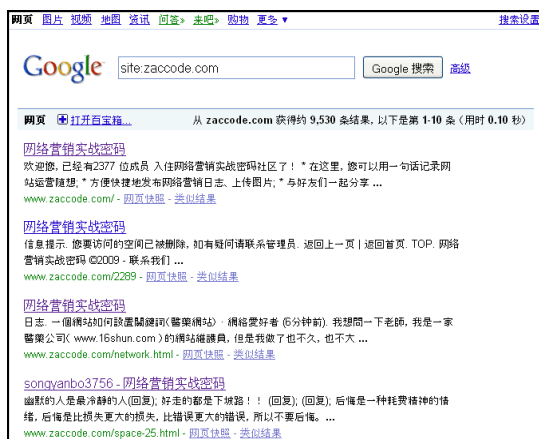 网页 图片 视频 地图 资讯 问答» 来吧» 购物 更多 ▼ 搜索设置
Google site:zaccode.com Google 搜索 高级
网页 打开百宝箱... 从 zaccode.com 获得约 9,530 条结果，以下是第 1-10 条 (用时 0.10 秒)
网络营销实战密码
欢迎您, 已经有2377 位成员 入住网络营销实战密码社区了！ * 在这里, 您可以用一句话记录网
站运营随想; * 方便快捷地发布网络营销日志、上传图片; * 与好友们一起分享 ...
www.zaccode.com/ - 网页快照 - 类似结果
网络营销实战密码
信息提示. 您要访问的空间已被删除, 如有疑问请联系管理员. 返回上一页 | 返回首页. TOP. 网络
营销实战密码 ©2009 - 联系我们 ...
www.zaccode.com/2289 - 网页快照 - 类似结果
网络营销实战密码
日志. 一個網站如何設置關鍵詞(醫藥網站) · 網絡愛好者 (6分钟前). 我想問一下老師, 我是一家
醫藥公司( www.16shun.com ) 的網站維護員, 但是我做了也不久, 也不大 ...
www.zaccode.com/network.html - 网页快照 - 类似结果
songyanbo3756 - 网络营销实战密码
幽默的人是最冷静的人(回复); 好走的都是下坡路！！ (回复); (回复); 后悔是一种耗费精神的情
绪, 后悔是比损失更大的损失, 比错误更大的错误, 所以不要后悔。 ...
www.zaccode.com/space-25.html - 网页快照 - 类似结果